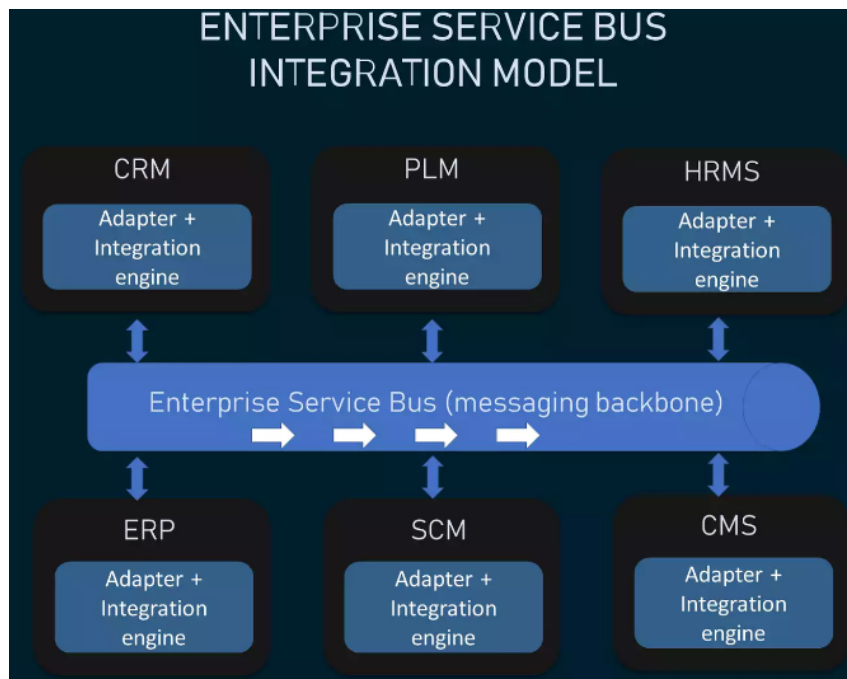 ENTERPRISE SERVICE BUS
INTEGRATION MODEL
CRM
Adapter +
Integration
engine
PLM
Adapter +
Integration
engine
HRMS
Adapter +
Integration
engine
Enterprise Service Bus (messaging backbone)
ERP
Adapter +
Integration
engine
SCM
Adapter +
Integration
engine
CMS
Adapter +
Integration
engine